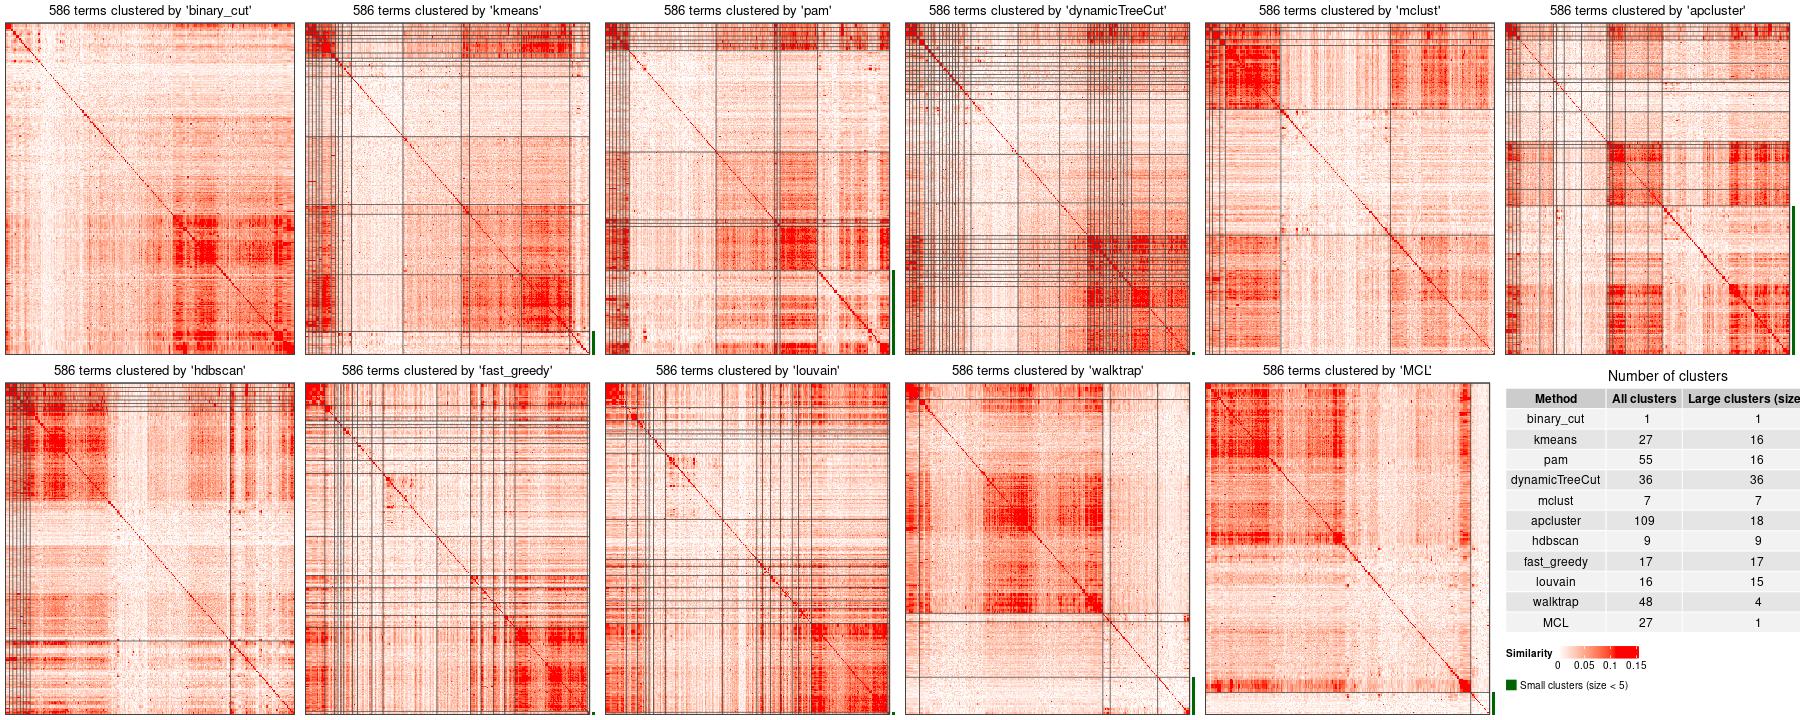 586 terms clustered by 'binary_cut'
586 terms clustered by 'kmeans'
586 terms clustered by 'pam'
586 terms clustered by 'dynamicTreeCut'
586 terms clustered by 'mclust'
586 terms clustered by 'apcluster'
586 terms clustered by 'hdbscan'
586 terms clustered by 'fast_greedy'
586 terms clustered by 'louvain'
586 terms clustered by 'walktrap'
586 terms clustered by 'MCL'
Number of clusters
Method All clusters Large clusters (size
binary_cut 1 1
kmeans 27 16
pam 55 16
dynamicTreeCut 36 36
mclust 7 7
apcluster 109 18
hdbscan 9 9
fast_greedy 17 17
louvain 16 15
walktrap 48 4
MCL 27 1
Similarity
0 0.05 0.1 0.15
Small clusters (size < 5)